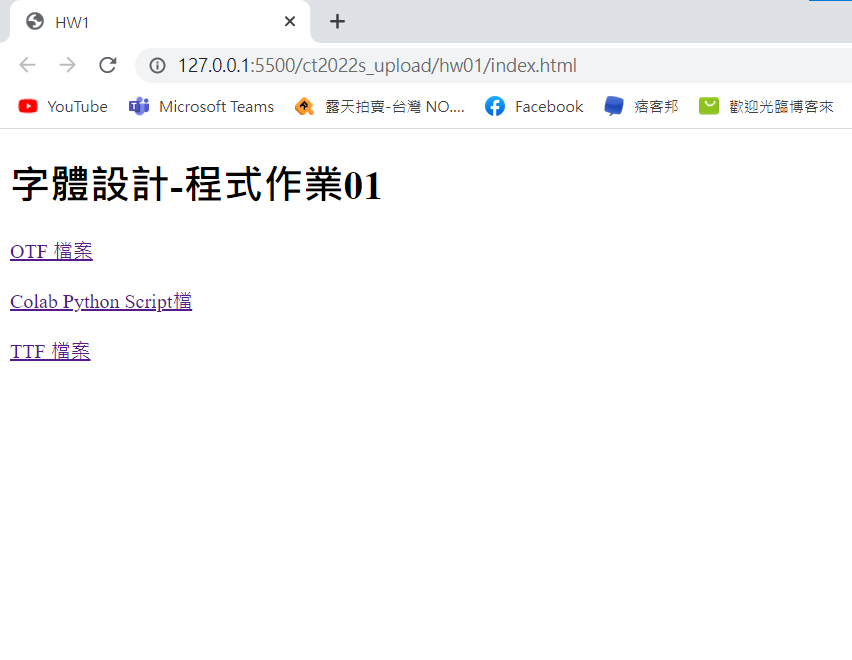 HW1
127.0.0.1:5500/ct2022s_upload/hw01/index.html
YouTube Microsoft Teams 露天拍賣-台灣 NO.... Facebook 痞客邦 歡迎光臨博客來
字體設計-程式作業01
OTF 檔案
Colab Python Script檔
TTF 檔案